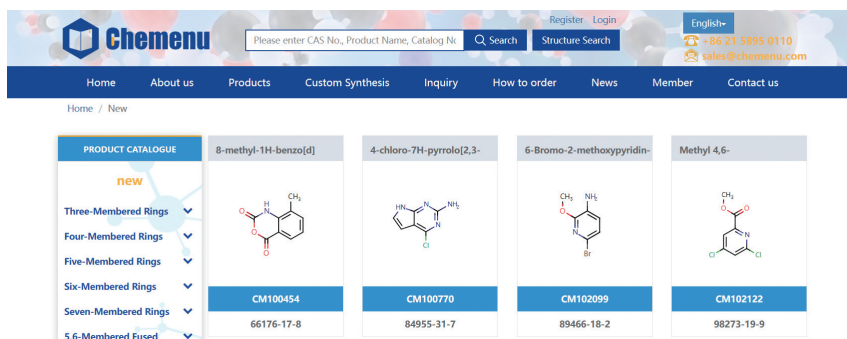 Register Login
English
Chemenu
Please enter CAS No., Product Name, Catalog Nc
Search
Structure Search
+86 21 5895 0110
sales@chemenu.com
Home About us Products Custom Synthesis Inquiry How to order News Member Contact us
Home / New
PRODUCT CATALOGUE
new
Three-Membered Rings
Four-Membered Rings
Five-Membered Rings
Six-Membered Rings
Seven-Membered Rings
5,6-Membered Fused
8-methyl-1H-benzo[d]
O
H
N
CH3
O
O
CM100454
66176-17-8
4-chloro-7H-pyrrolo[2,3-
HN
N
NH2
N
Cl
CM100770
84955-31-7
6-Bromo-2-methoxypyridin-
CH3 NH2
O
N
Br
CM102099
89466-18-2
Methyl 4,6-
CH3
O
O
N
Cl
Cl
CM102122
98273-19-9